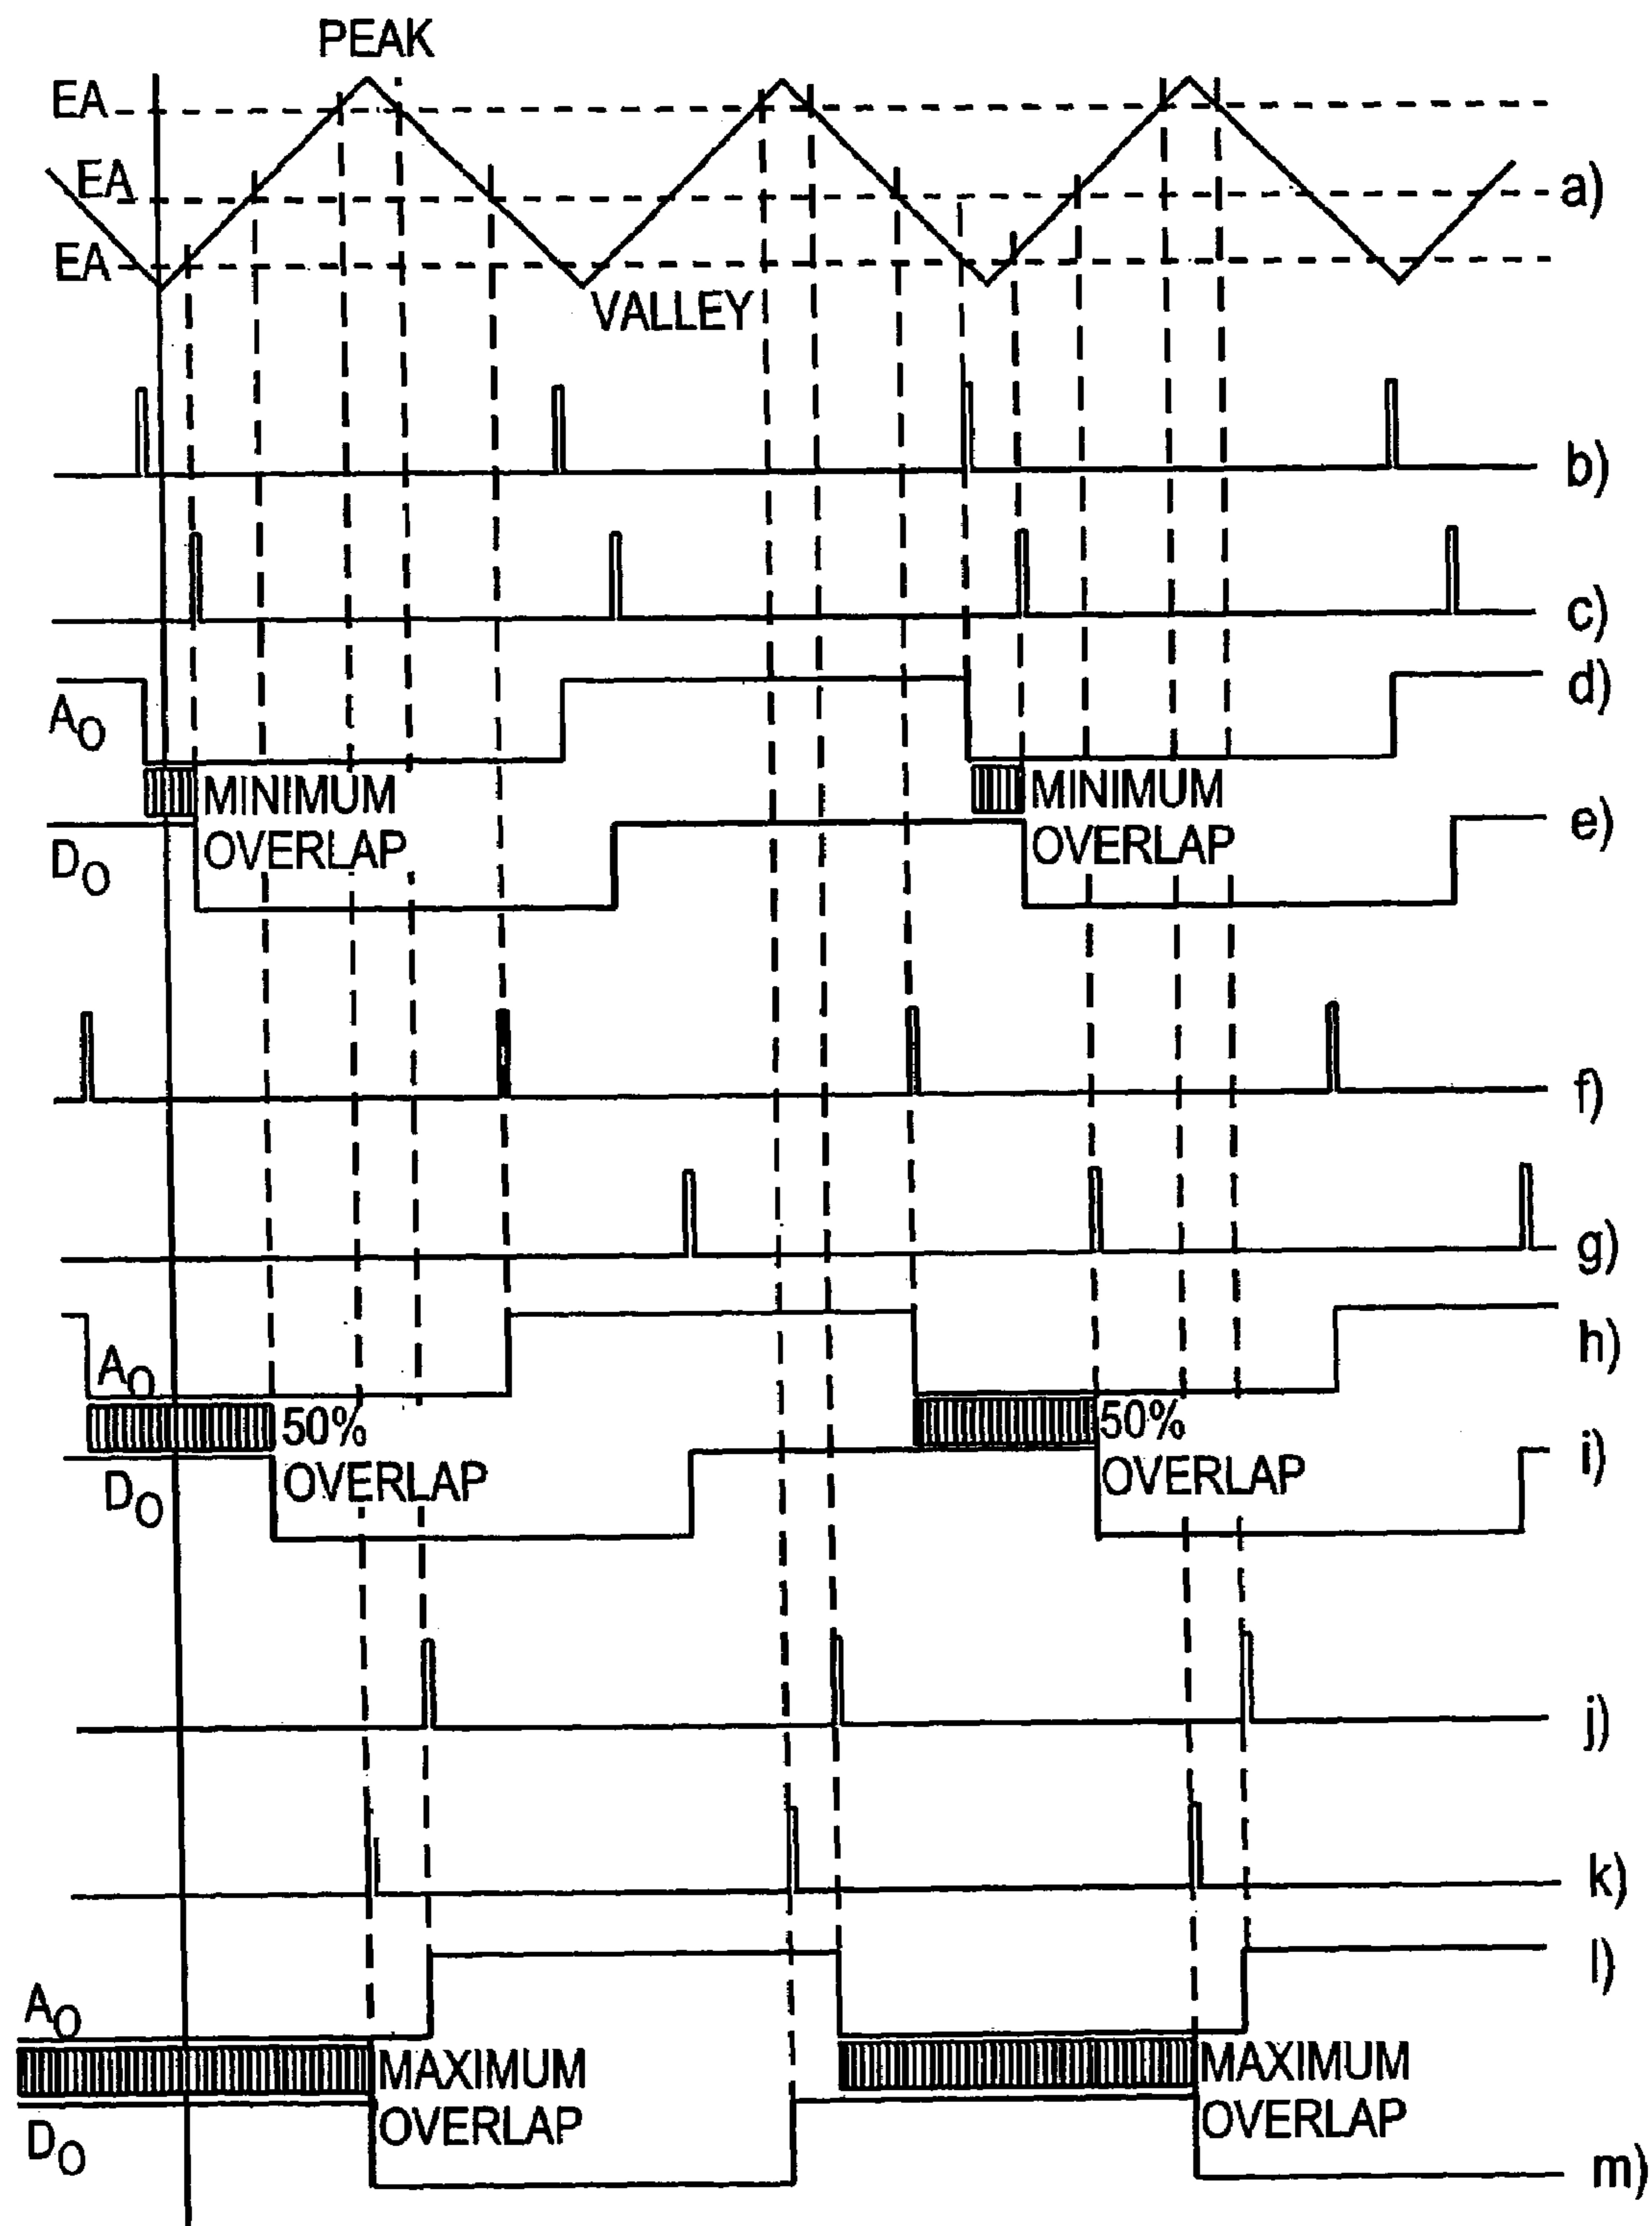 PEAK
EA
EA
a)
EA
VALLEY
b)
c)
d)
AO
MINIMUM
OVERLAP
MINIMUM
OVERLAP
e)
DO
f)
g)
h)
AO
50%
OVERLAP
50%
OVERLAP
i)
DO
j)
k)
l)
AO
MAXIMUM
OVERLAP
MAXIMUM
OVERLAP
DO
m)